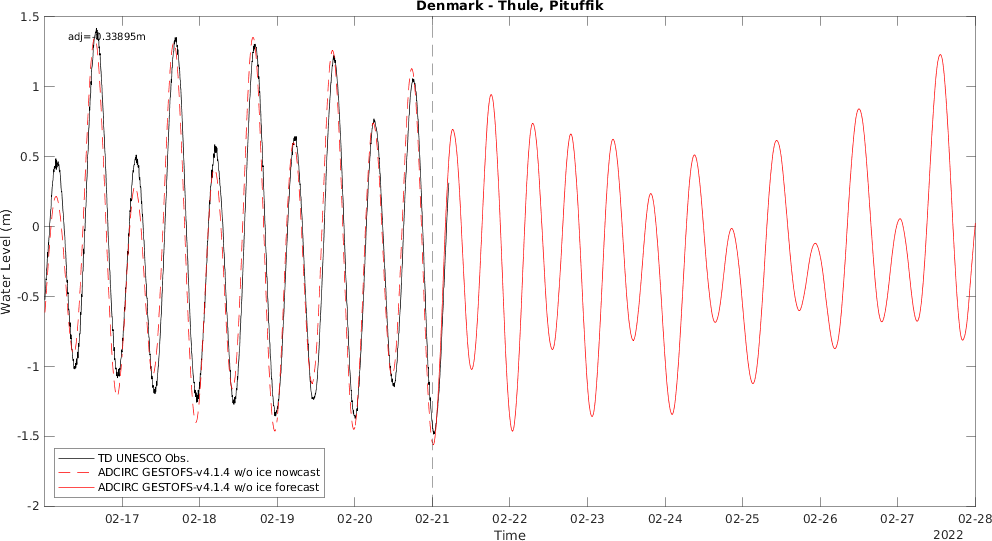 Denmark - Thule, Pituffik
adj=-0.33895m
1.5
1
0.5
0
-0.5
-1
-1.5
-2
Water Level (m)
TD UNESCO Obs.
ADCIRC GESTOFS-v4.1.4 w/o ice nowcast
ADCIRC GESTOFS-v4.1.4 w/o ice forecast
02-17 02-18 02-19 02-20 02-21 02-22 02-23 02-24 02-25 02-26 02-27 02-28
Time
2022